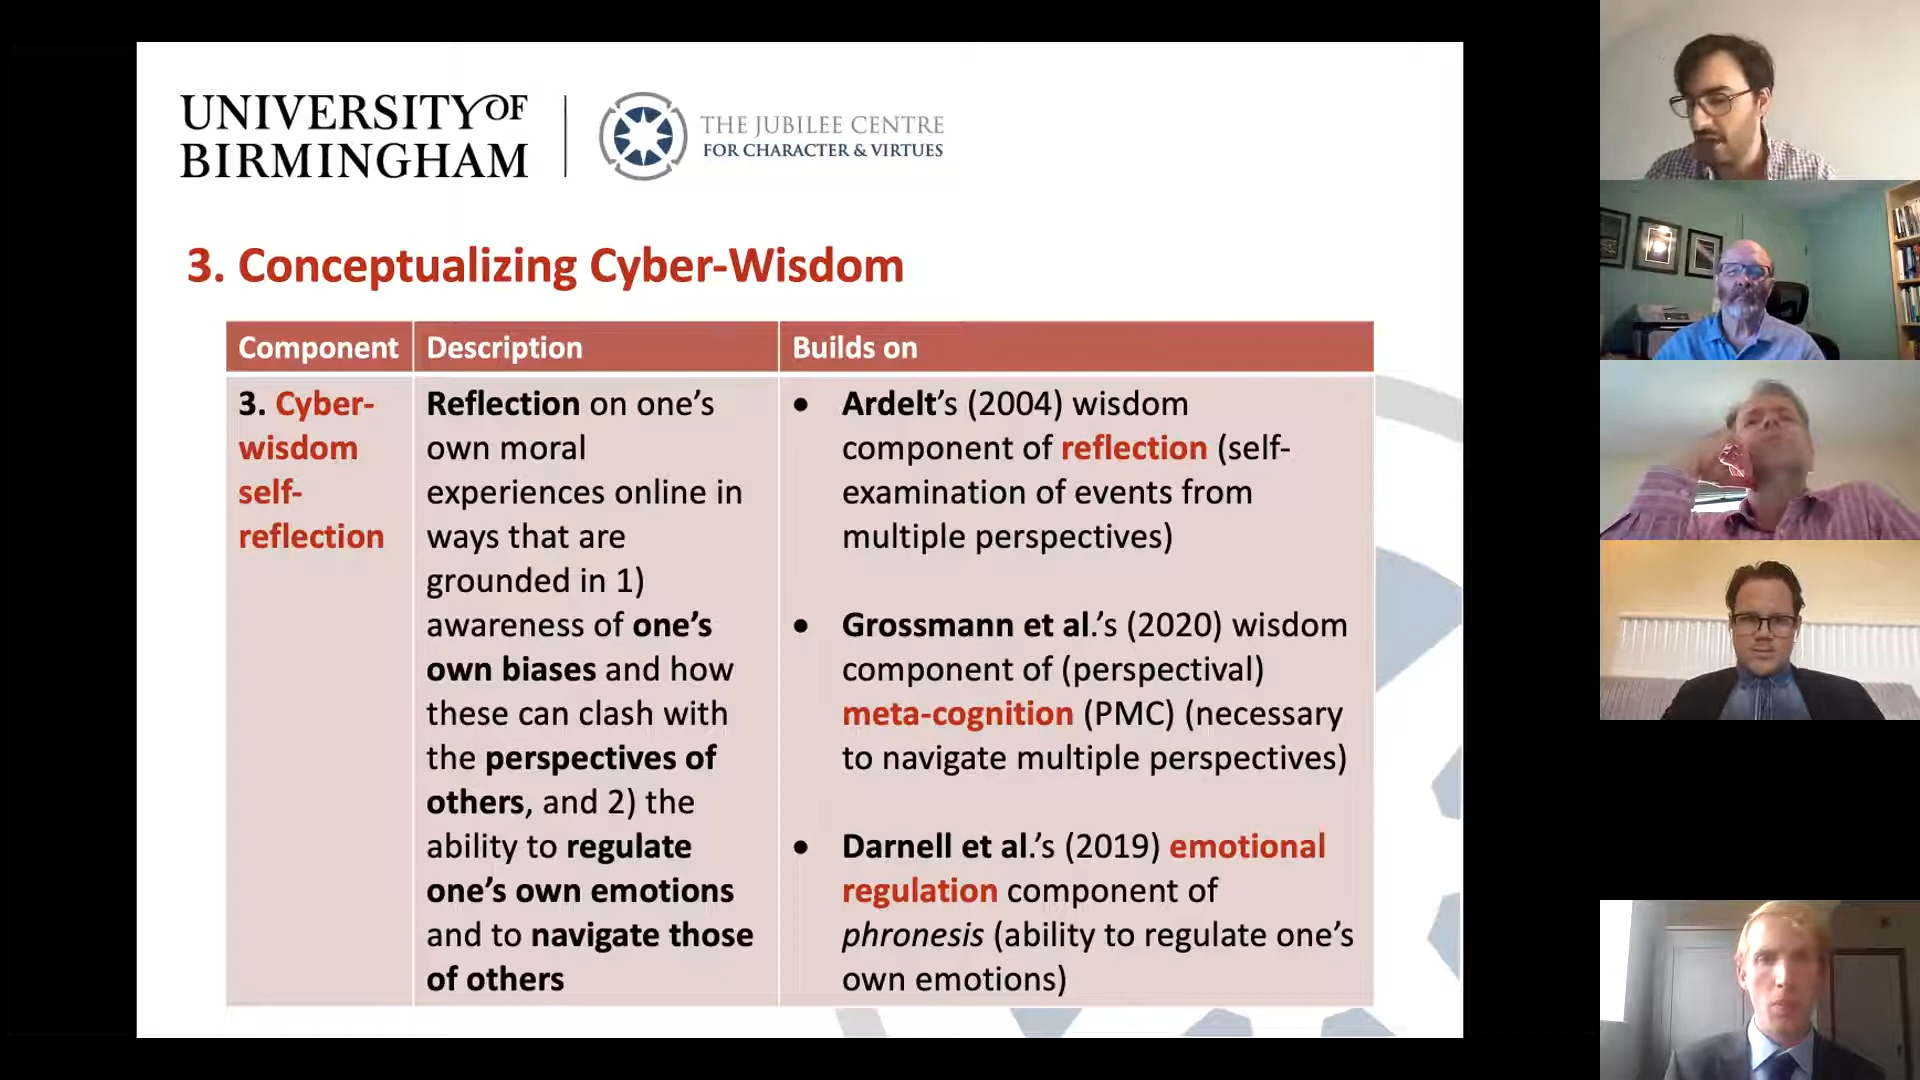 UNIVERSITY OF
BIRMINGHAM
THE JUBILEE CENTRE
FOR CHARACTER & VIRTUES
3. Conceptualizing Cyber-Wisdom
Component
Description
Builds on
3. Cyber-
wisdom
self-
reflection
Reflection on one's
own moral
experiences online in
ways that are
grounded in 1)
awareness of one's
own biases and how
these can clash with
the perspectives of
others, and 2) the
ability to regulate
one's own emotions
and to navigate those
of others
● Ardelt's (2004) wisdom
component of reflection (self-
examination of events from
multiple perspectives)
● Grossmann et al.'s (2020) wisdom
component of (perspectival)
meta-cognition (PMC) (necessary
to navigate multiple perspectives)
● Darnell et al.'s (2019) emotional
regulation component of
phronesis (ability to regulate one's
own emotions)